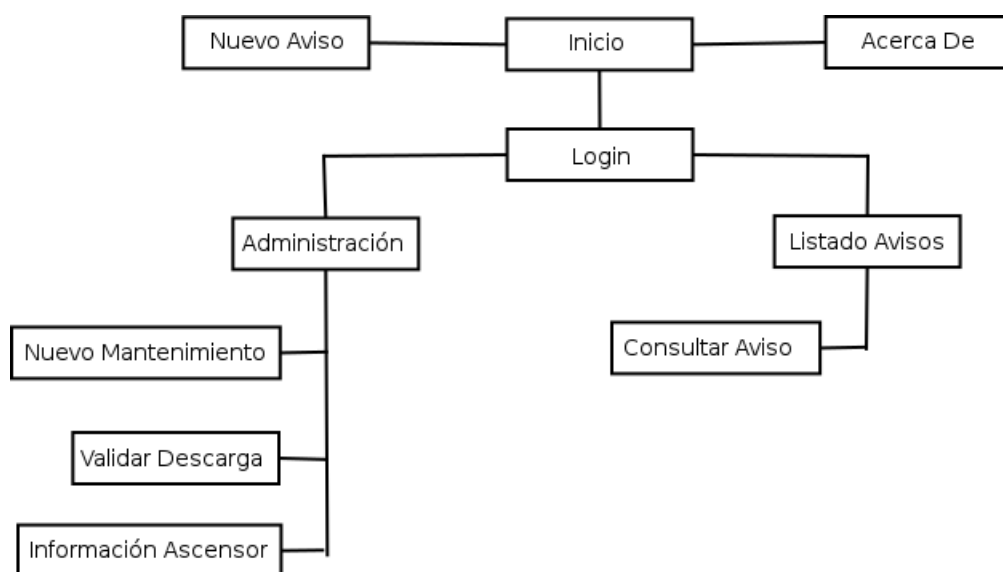 Nuevo Aviso
Inicio
Acerca De
Login
Administración
Listado Avisos
Nuevo Mantenimiento
Consultar Aviso
Validar Descarga
Información Ascensor